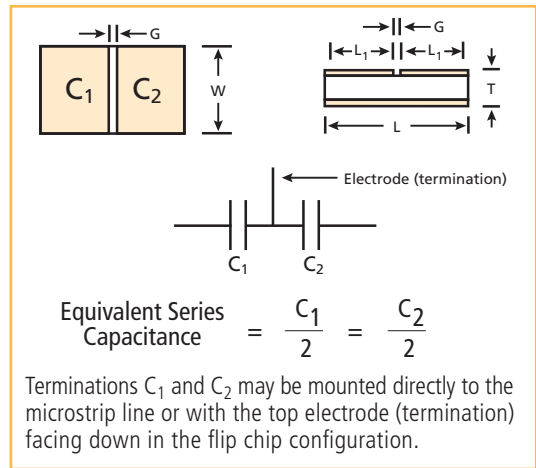 G
C₁ C₂
W
G
L₁ L₁
T
L
Electrode (termination)
C₁ C₂
Equivalent Series Capacitance = C₁/2 = C₂/2
Terminations C₁ and C₂ may be mounted directly to the
microstrip line or with the top electrode (termination)
facing down in the flip chip configuration.